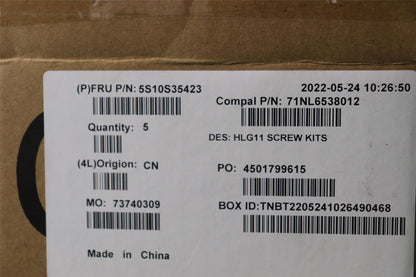 (P)FRU P/N: 5S10S35423
2022-05-24 10:26:50
Compal P/N: 71NL6538012
Quantity: 5
DES: HLG11 SCREW KITS
(4L)Origion: CN
PO: 4501799615
MO: 73740309
BOX ID:TNBT2205241026490468
Made in China